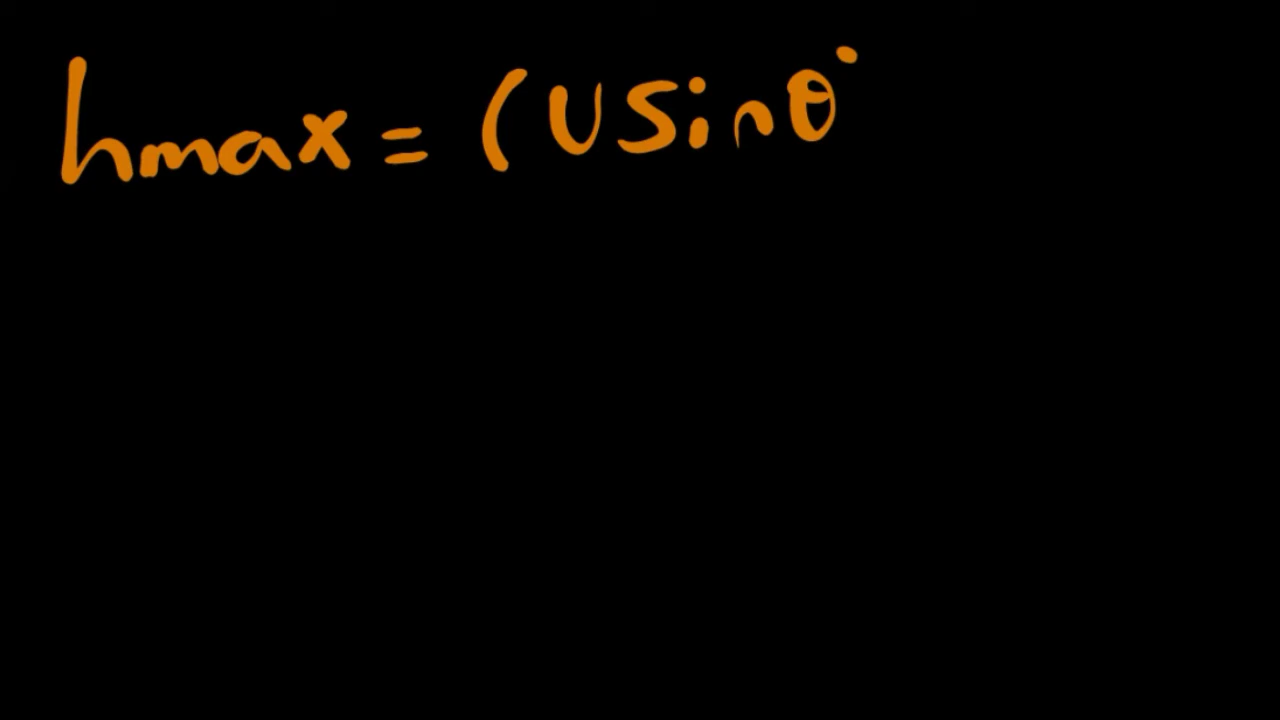 hmax = (USinθ